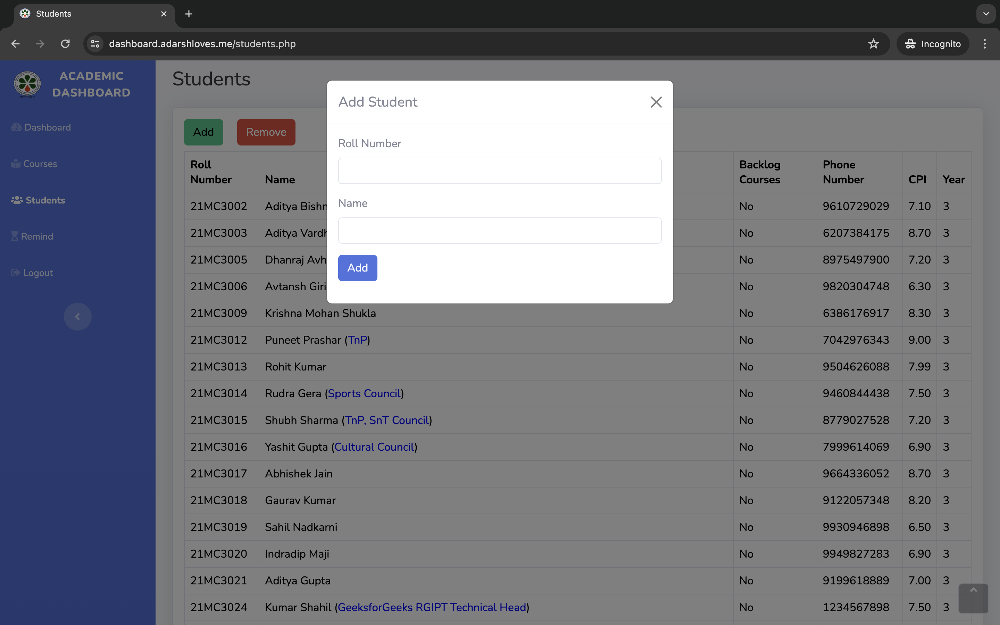 Students
dashboard.adarshloves.me/students.php
Incognito
ACADEMIC
DASHBOARD
Dashboard
Courses
Students
Remind
Logout
Students
Add Remove
Add Student
Roll Number
Name
Add
Roll Number Name Backlog Courses Phone Number CPI Year
21MC3002 Aditya Bishn No 9610729029 7.10 3
21MC3003 Aditya Vardh No 6207384175 8.70 3
21MC3005 Dhanraj Avh No 8975497900 7.20 3
21MC3006 Avtansh Giri No 9820304748 6.30 3
21MC3009 Krishna Mohan Shukla No 6386176917 8.30 3
21MC3012 Puneet Prashar (TnP) No 7042976343 9.00 3
21MC3013 Rohit Kumar No 9504626088 7.99 3
21MC3014 Rudra Gera (Sports Council) No 9460844438 7.50 3
21MC3015 Shubh Sharma (TnP, SnT Council) No 8779027528 7.20 3
21MC3016 Yashit Gupta (Cultural Council) No 7999614069 6.90 3
21MC3017 Abhishek Jain No 9664336052 8.70 3
21MC3018 Gaurav Kumar No 9122057348 8.20 3
21MC3019 Sahil Nadkarni No 9930946898 6.50 3
21MC3020 Indradip Maji No 9949827283 6.90 3
21MC3021 Aditya Gupta No 9199618889 7.00 3
21MC3024 Kumar Shahil (GeeksforGeeks RGIPT Technical Head) No 1234567898 7.50 3